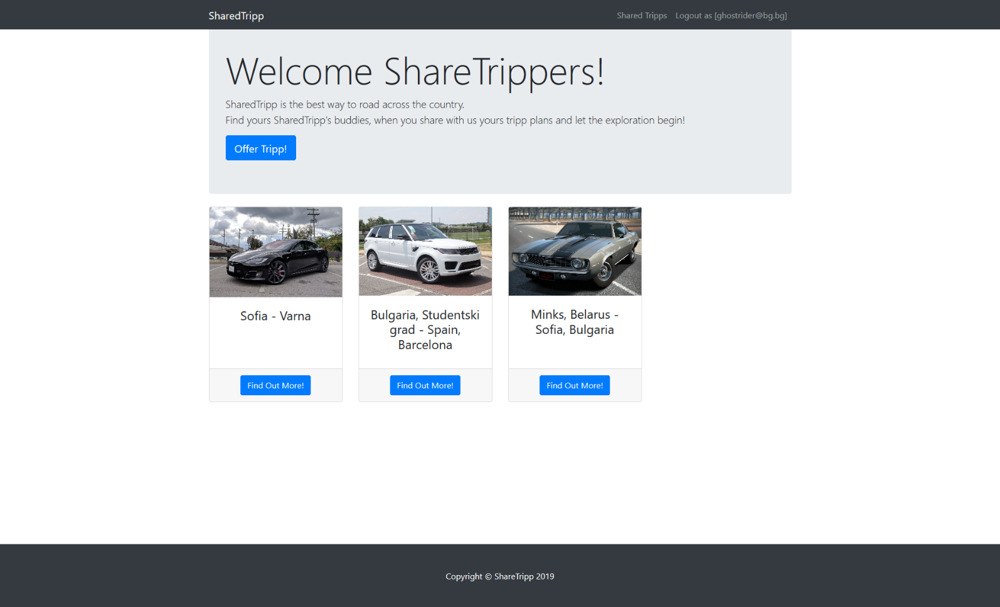 SharedTripp
Shared Tripps
Logout as [ghostrider@bg.bg]
Welcome ShareTrippers!
SharedTripp is the best way to road across the country.
Find yours SharedTripp's buddies, when you share with us yours tripp plans and let the exploration begin!
Offer Tripp!
Sofia - Varna
Find Out More!
Bulgaria, Studentski
grad - Spain,
Barcelona
Find Out More!
Minks, Belarus -
Sofia, Bulgaria
Find Out More!
Copyright © ShareTripp 2019